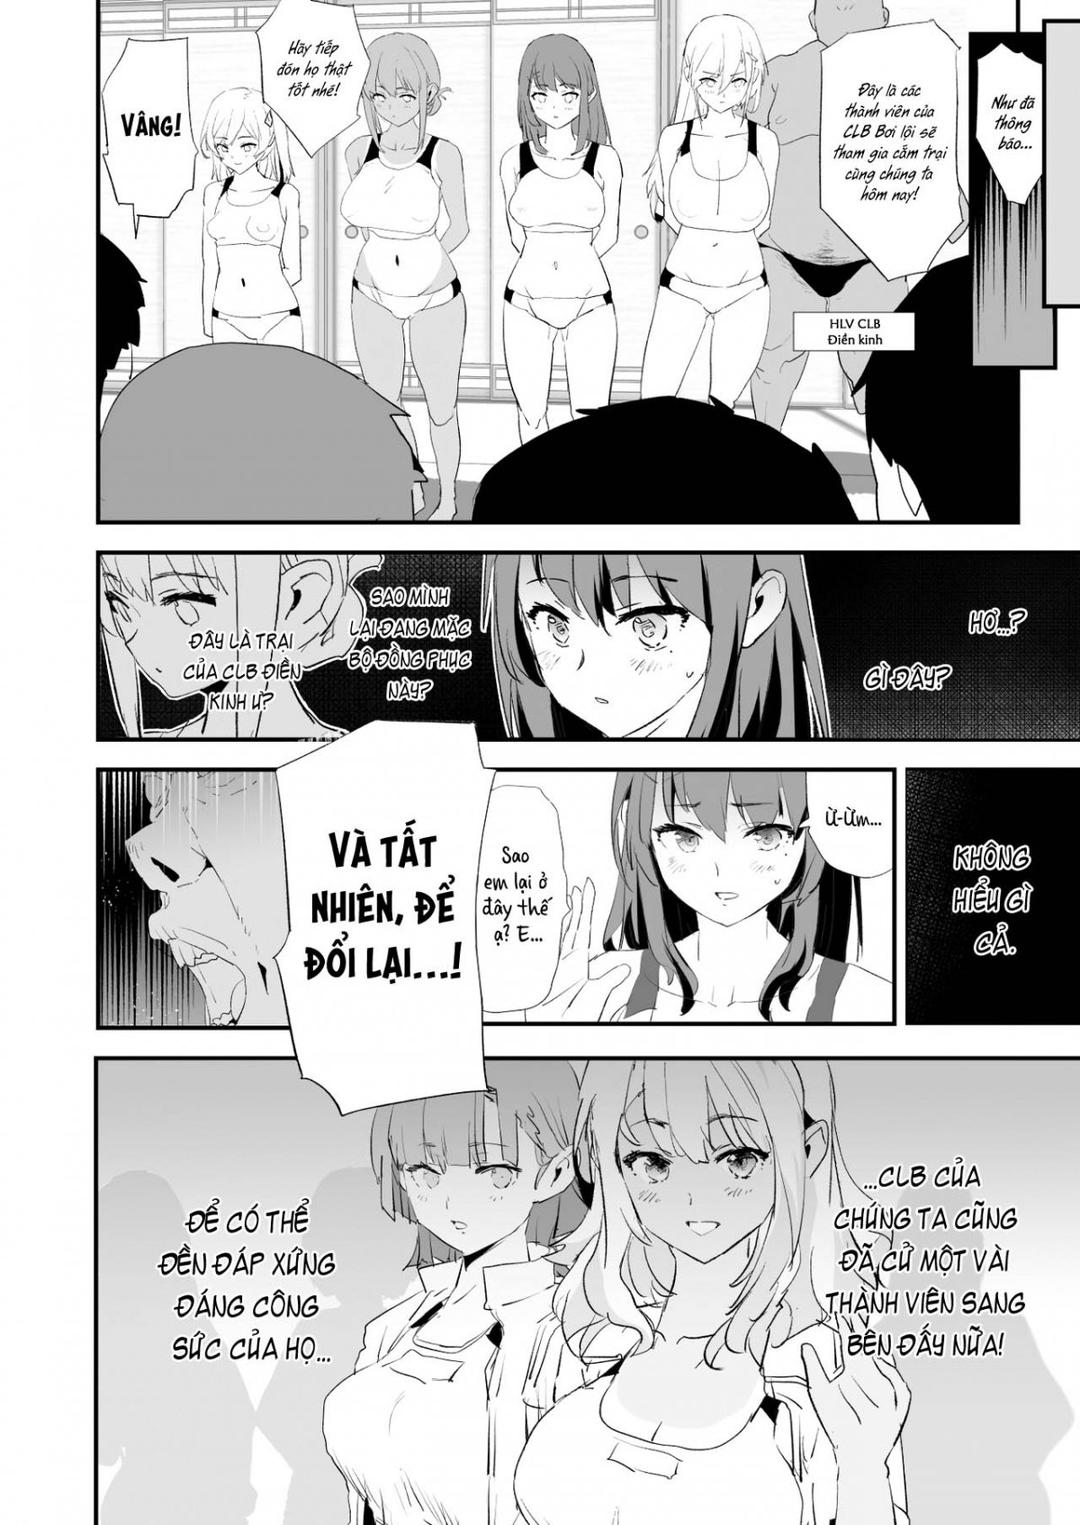 Như đã
thông
báo...
Đây là các
thành viên của
CLB Bơi lội sẽ
tham gia cắm trại
cùng chúng ta
hôm nay!
HLV CLB
Điền kinh
Hãy tiếp
đón họ thật
tốt nhé!
VÂNG!
HƠ...?
GÌ ĐÂY?
SAO MÌNH
LẠI ĐANG MẶC
BỘ ĐỒNG PHỤC
NÀY?
ĐÂY LÀ TRẠI
CỦA CLB ĐIỀN
KINH Ư?
KHÔNG
HIỂU GÌ
CẢ.
Ừ-ừm...
Sao
em lại ở
đây thế
ạ? E...
VÀ TẤT
NHIÊN, ĐỂ
ĐỔI LẠI...!
...CLB CỦA
CHÚNG TA CŨNG
ĐÃ CỬ MỘT VÀI
THÀNH VIÊN SANG
BÊN ĐẤY NỮA!
ĐỂ CÓ THỂ
ĐỀN ĐÁP XỨNG
ĐÁNG CÔNG
SỨC CỦA HỌ...